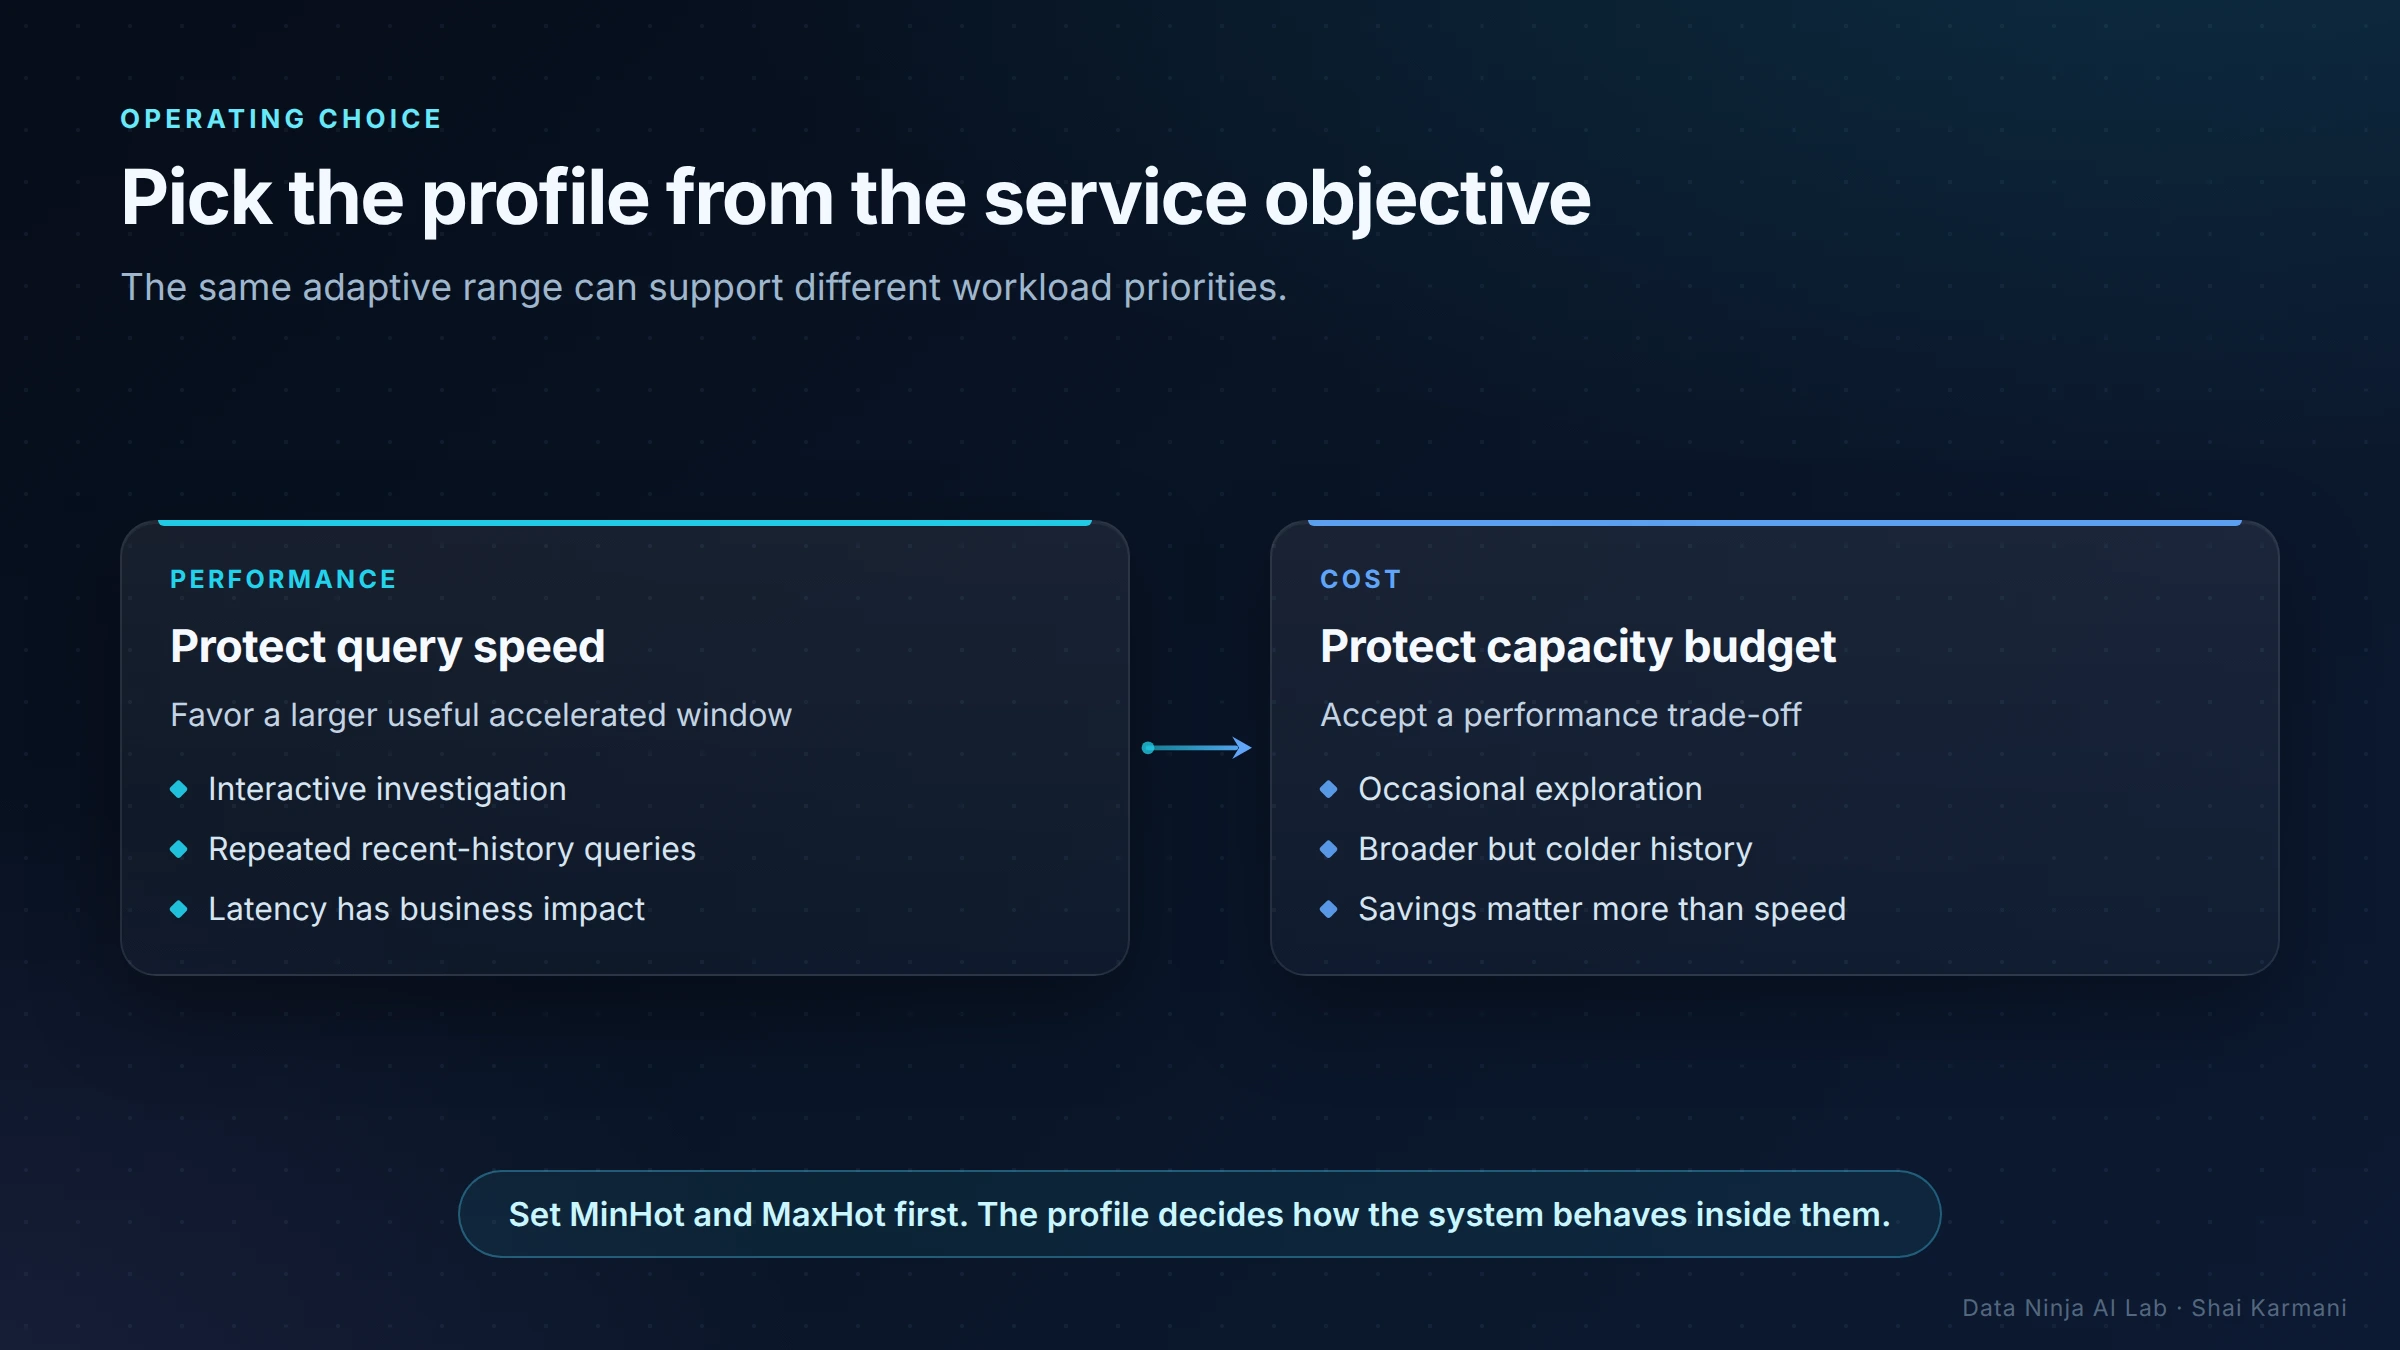 OPERATING CHOICE
Pick the profile from the service objective
The same adaptive range can support different workload priorities.
PERFORMANCE
Protect query speed
Favor a larger useful accelerated window
Interactive investigation
Repeated recent-history queries
Latency has business impact
COST
Protect capacity budget
Accept a performance trade-off
Occasional exploration
Broader but colder history
Savings matter more than speed
Set MinHot and MaxHot first. The profile decides how the system behaves inside them.
Data Ninja AI Lab · Shai Karmani